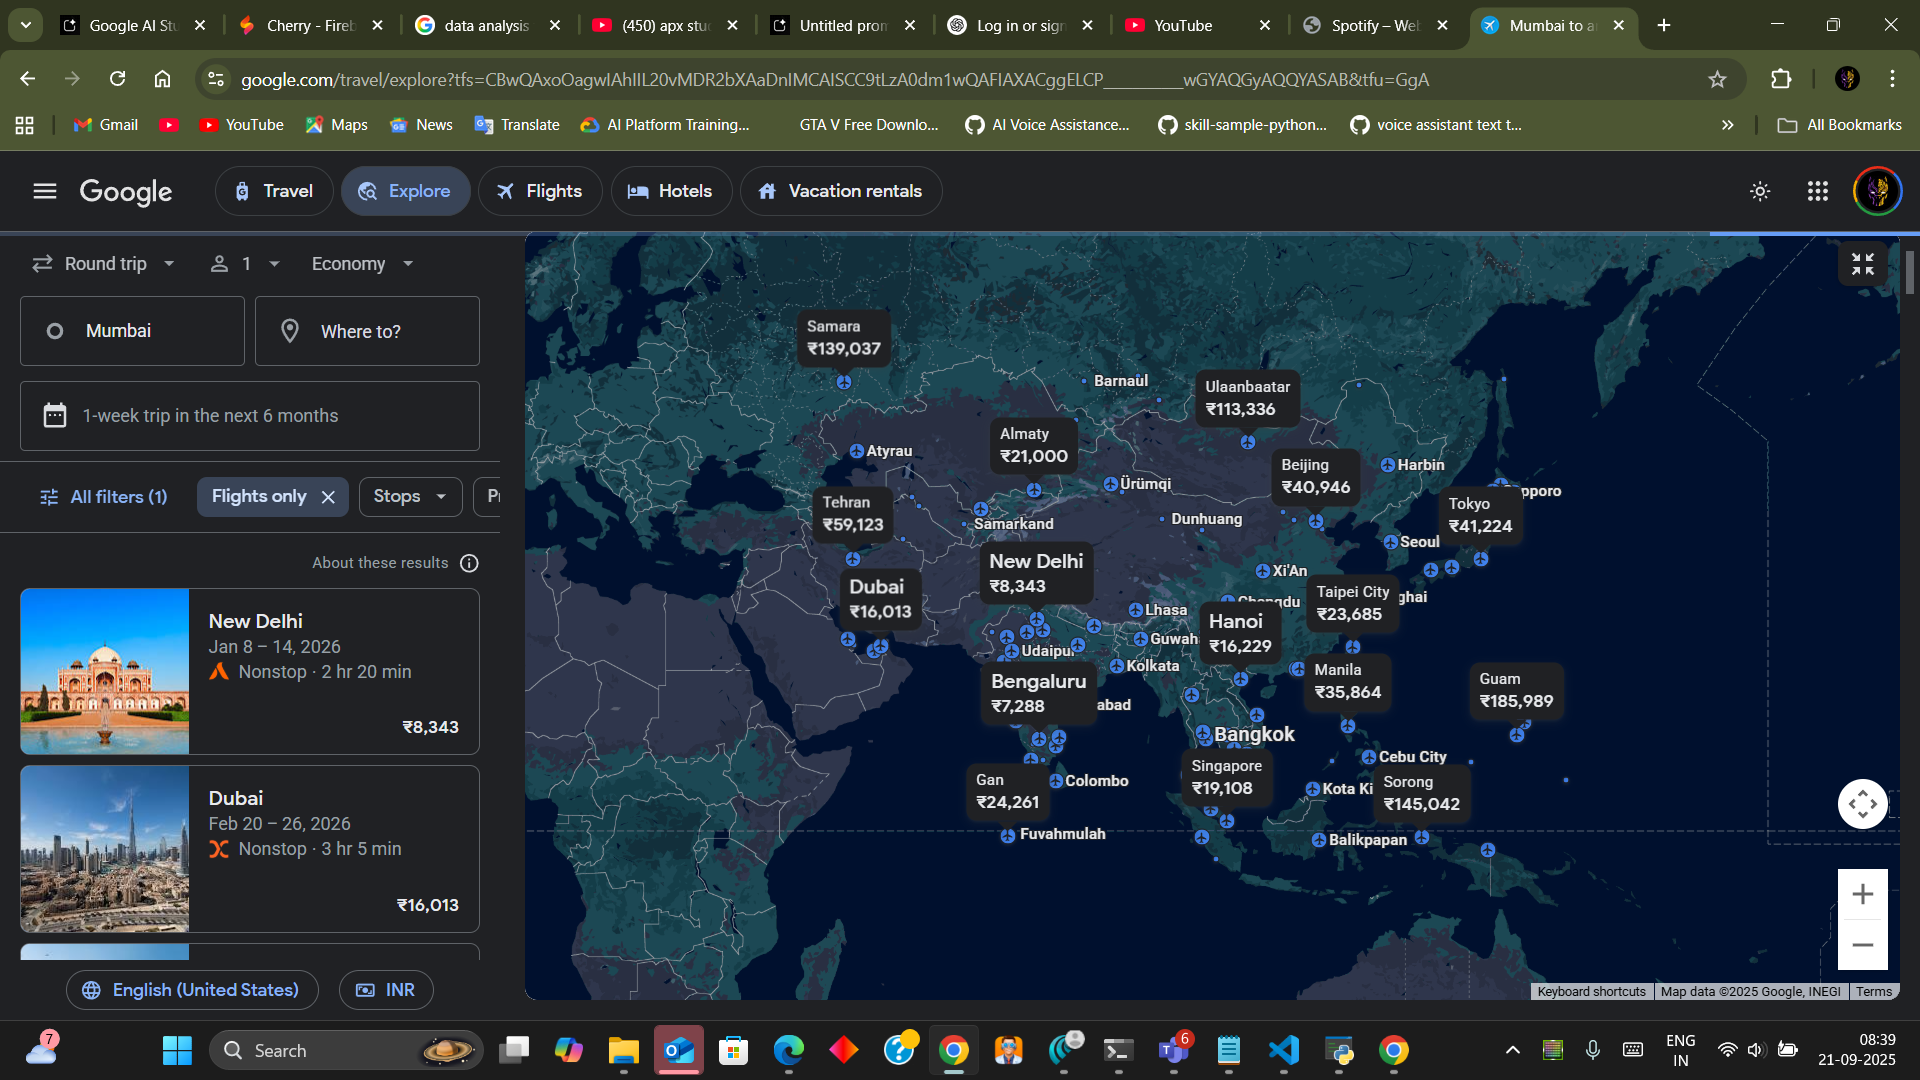 Google AI Stu
Cherry - Fireb
data analysis
(450) apx stu
Untitled pron
Log in or sign
YouTube
Spotify – Web
Mumbai to a
google.com/travel/explore?tfs=CBwQAxoOagwIAhIIL20vMDR2bXAaDnIMCAISCC9tLzA0dm1wQAFIAXACggELCP___________wGYAQGyAQQYASAB&tfu=GgA
Gmail
YouTube
Maps
News
Translate
AI Platform Training...
GTA V Free Downlo...
AI Voice Assistance...
skill-sample-python...
voice assistant text t...
All Bookmarks
Google
Travel
Explore
Flights
Hotels
Vacation rentals
Round trip
1
Economy
Mumbai
Where to?
1-week trip in the next 6 months
All filters (1)
Flights only
Stops
About these results
New Delhi
Jan 8 – 14, 2026
Nonstop · 2 hr 20 min
₹8,343
Dubai
Feb 20 – 26, 2026
Nonstop · 3 hr 5 min
₹16,013
English (United States)
INR
Samara
₹139,037
Barnaul
Ulaanbaatar
₹113,336
Almaty
₹21,000
Atyrau
Beijing
₹40,946
Harbin
Ürümqi
pporo
Tehran
₹59,123
Tokyo
₹41,224
Samarkand
Dunhuang
Seoul
New Delhi
₹8,343
Xi'An
Dubai
₹16,013
Taipei City
₹23,685
ghai
Lhasa
Hanoi
₹16,229
Guwah
Udaipur
Kolkata
Manila
₹35,864
Bengaluru
₹7,288
abad
Guam
₹185,989
Bangkok
Cebu City
Singapore
₹19,108
Gan
₹24,261
Colombo
Kota Ki
Sorong
₹145,042
Fuvahmulah
Balikpapan
Keyboard shortcuts
Map data ©2025 Google, INEGI
Terms
7
Search
6
ENG
IN
08:39
21-09-2025